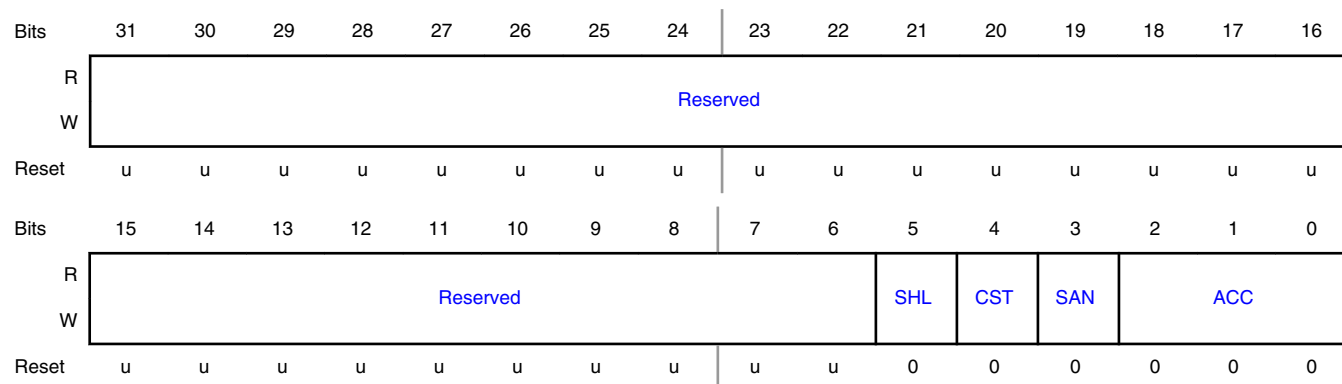 Bits 31 30 29 28 27 26 25 24 23 22 21 20 19 18 17 16
R
Reserved
W
Reset u u u u u u u u u u u u u u u u
Bits 15 14 13 12 11 10 9 8 7 6 5 4 3 2 1 0
R
Reserved SHL CST SAN ACC
W
Reset u u u u u u u u u u 0 0 0 0 0 0